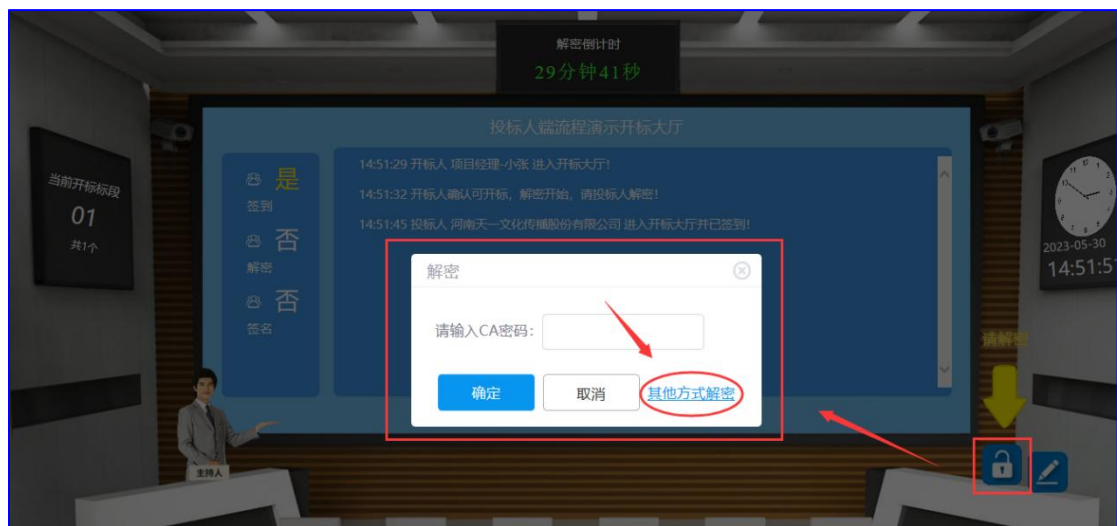 解密倒计时
29分钟41秒
投标人端流程演示开标大厅
当前开标标段
01
共1个
是
签到
否
解密
否
签名
14:51:29 开标人 项目经理-小张 进入开标大厅!
14:51:32 开标人确认可开标，解密开始，请投标人解密!
14:51:45 投标人 河南天一文化传播股份有限公司 进入开标大厅并已签到!
解密
请输入CA密码:
确定
取消
其他方式解密
2023-05-30
14:51:5
请解密
主持人